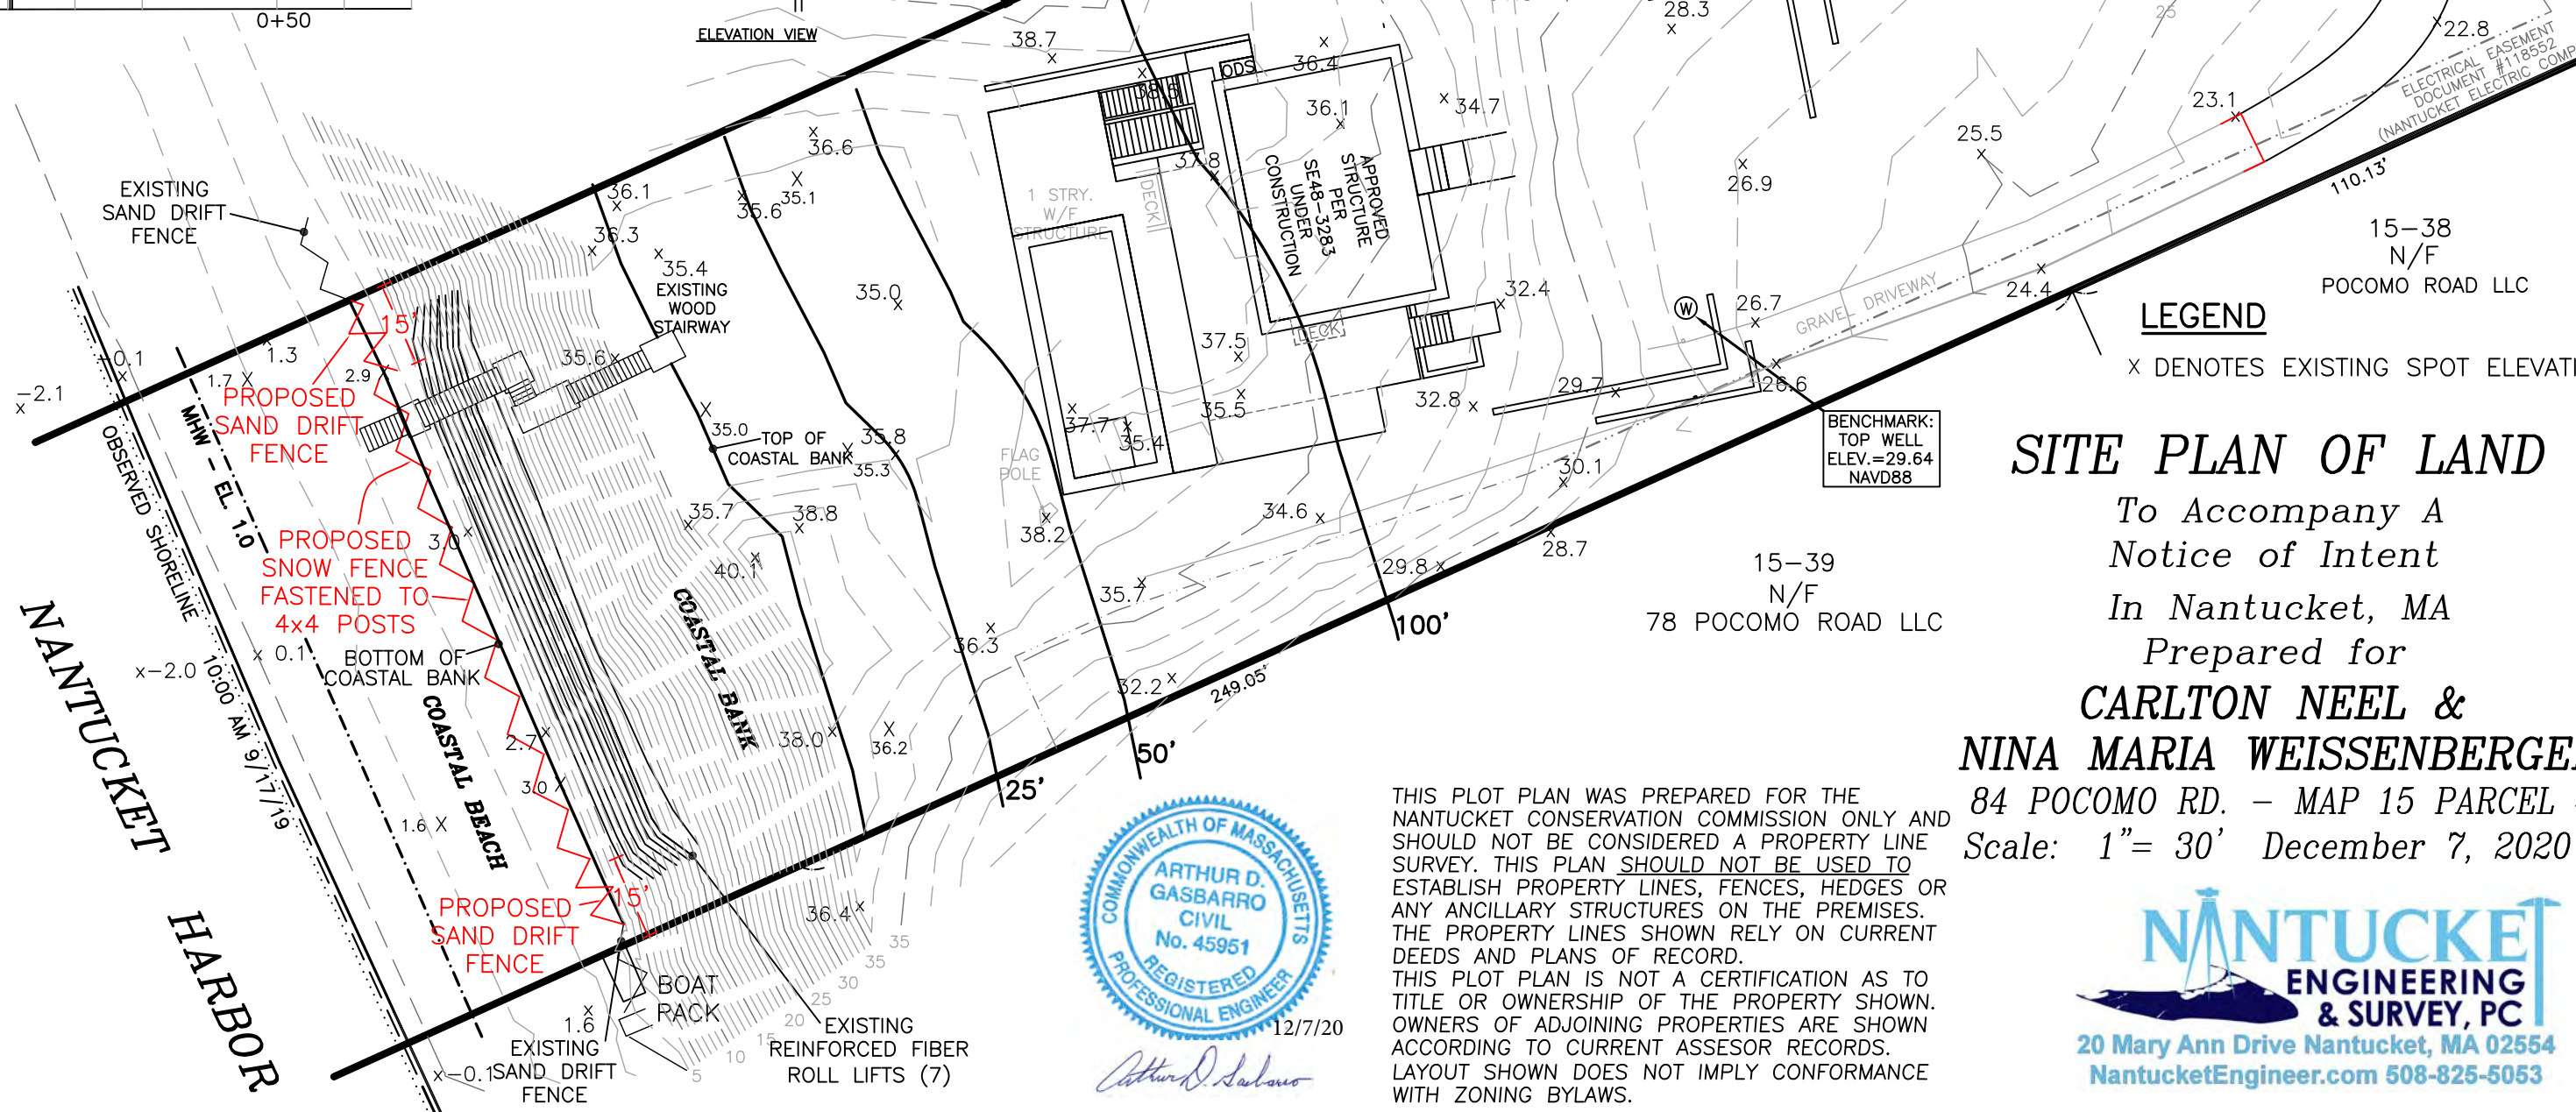 0+50
ELEVATION VIEW
38.7
28.3
25
22.8
ELECTRICAL EASEMENT
DOCUMENT #118552
(NANTUCKET ELECTRIC COMP
ODS
36.4
38.6
36.1
34.7
23.1
25.5
110.13'
36.6
37.8
26.9
EXISTING
SAND DRIFT
FENCE
36.1
35.6
35.1
36.3
1 STRY.
W/F
STRUCTURE
DECK
APPROVED
STRUCTURE
PER
SE48-3283
UNDER
CONSTRUCTION
15-38
N/F
POCOMO ROAD LLC
35.4
EXISTING
WOOD
STAIRWAY
35.0
32.4
24.4
W
26.7
GRAVEL DRIVEWAY
LEGEND
15'
DECK
37.5
-0.1
1.3
35.6
X DENOTES EXISTING SPOT ELEVATI
-2.1
1.7
2.9
PROPOSED
SAND DRIFT
FENCE
35.5
32.8
29.7
26.6
MHW - EL. 1.0
OBSERVED SHORELINE
10:00 AM 9/17/19
35.0
TOP OF
COASTAL BANK
35.8
35.3
37.7
35.4
BENCHMARK:
TOP WELL
ELEV.=29.64
NAVD88
SITE PLAN OF LAND
FLAG
POLE
30.1
To Accompany A
35.7
38.8
38.2
34.6
PROPOSED
SNOW FENCE
FASTENED TO
4x4 POSTS
3.0
40.1
28.7
Notice of Intent
15-39
N/F
78 POCOMO ROAD LLC
29.8
35.7
In Nantucket, MA
NANTUCKET
HARBOR
COASTAL BANK
36.3
100'
0.1
-2.0
BOTTOM OF
COASTAL BANK
Prepared for
COASTAL BEACH
32.2
249.05'
CARLTON NEEL &
2.7
38.0
36.2
50'
NINA MARIA WEISSENBERGE
3.0
25'
84 POCOMO RD. - MAP 15 PARCEL
1.6
Scale: 1"= 30' December 7, 2020
THIS PLOT PLAN WAS PREPARED FOR THE
NANTUCKET CONSERVATION COMMISSION ONLY AND
SHOULD NOT BE CONSIDERED A PROPERTY LINE
SURVEY. THIS PLAN SHOULD NOT BE USED TO
ESTABLISH PROPERTY LINES, FENCES, HEDGES OR
ANY ANCILLARY STRUCTURES ON THE PREMISES.
THE PROPERTY LINES SHOWN RELY ON CURRENT
DEEDS AND PLANS OF RECORD.
THIS PLOT PLAN IS NOT A CERTIFICATION AS TO
TITLE OR OWNERSHIP OF THE PROPERTY SHOWN.
OWNERS OF ADJOINING PROPERTIES ARE SHOWN
ACCORDING TO CURRENT ASSESOR RECORDS.
LAYOUT SHOWN DOES NOT IMPLY CONFORMANCE
WITH ZONING BYLAWS.
COMMONWEALTH OF MASSACHUSETTS
ARTHUR D.
GASBARRO
CIVIL
No. 45951
REGISTERED
PROFESSIONAL ENGINEER
12/7/20
Arthur D. Gasbarro
15'
PROPOSED
SAND DRIFT
FENCE
36.4
35
35
30
25
20
15
10
5
BOAT
RACK
1.6
EXISTING
SAND DRIFT
FENCE
-0.1
EXISTING
REINFORCED FIBER
ROLL LIFTS (7)
NANTUCKET
ENGINEERING
& SURVEY, PC
20 Mary Ann Drive Nantucket, MA 02554
NantucketEngineer.com 508-825-5053